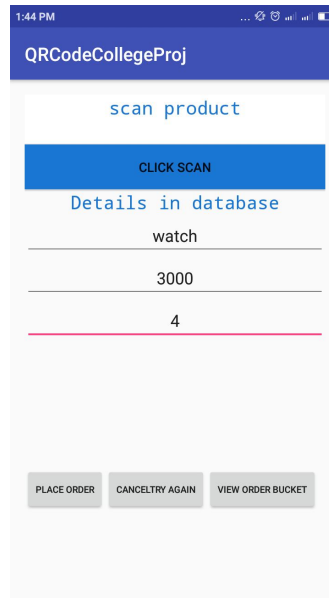 1:44 PM ...
QRCodeCollegeProj
scan product
CLICK SCAN
Details in database
watch
3000
4
PLACE ORDER CANCELTRY AGAIN VIEW ORDER BUCKET